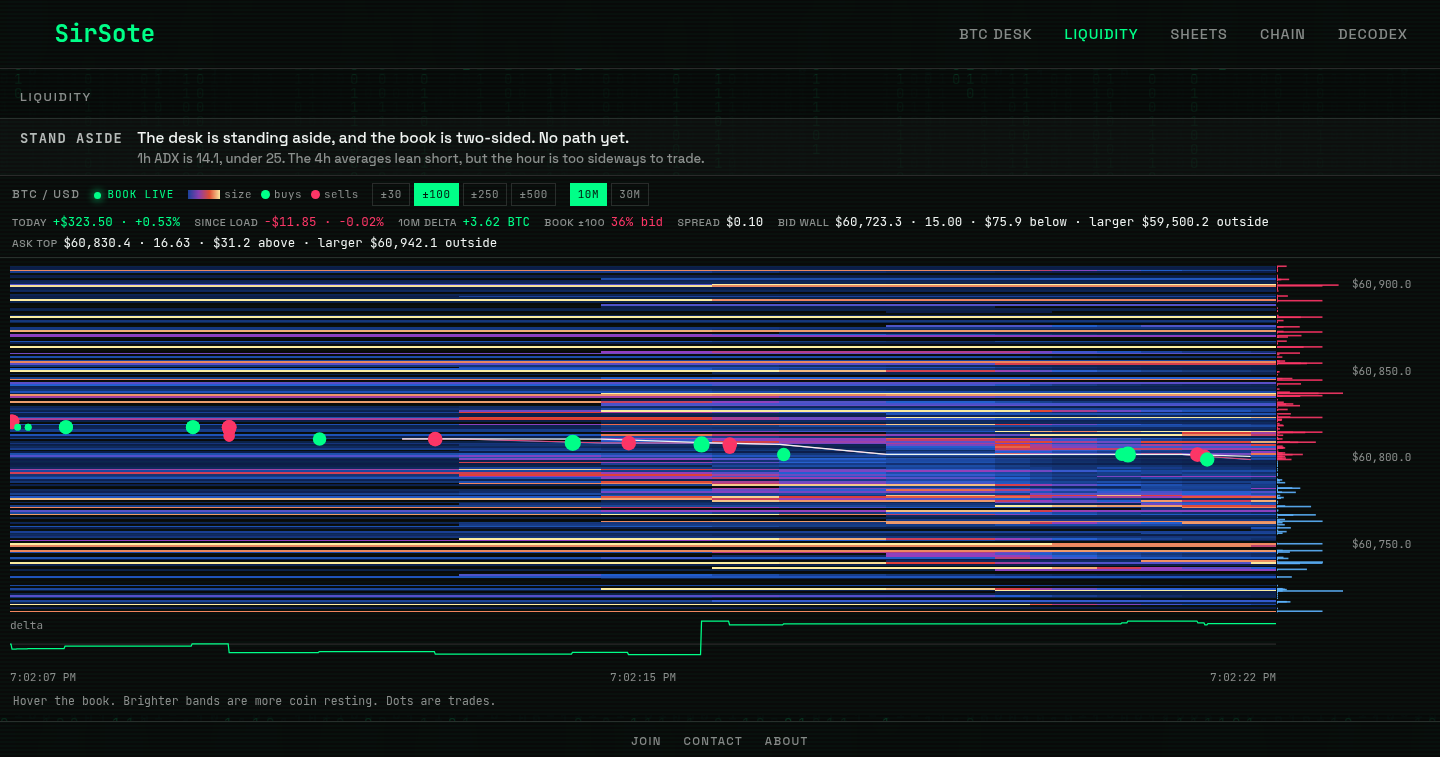 SirSote
BTC DESK LIQUIDITY SHEETS CHAIN DECODEX
LIQUIDITY
STAND ASIDE The desk is standing aside, and the book is two-sided. No path yet.
1h ADX is 14.1, under 25. The 4h averages lean short, but the hour is too sideways to trade.
BTC / USD BOOK LIVE size buys sells ±30 ±100 ±250 ±500 10M 30M
TODAY +$323.50 · +0.53% SINCE LOAD -$11.85 · -0.02% 10M DELTA +3.62 BTC BOOK ±100 36% bid SPREAD $0.10 BID WALL $60,723.3 · 15.00 · $75.9 below · larger $59,500.2 outside
ASK TOP $60,830.4 · 16.63 · $31.2 above · larger $60,942.1 outside
$60,900.0
$60,850.0
$60,800.0
$60,750.0
delta
7:02:07 PM 7:02:15 PM 7:02:22 PM
Hover the book. Brighter bands are more coin resting. Dots are trades.
JOIN CONTACT ABOUT